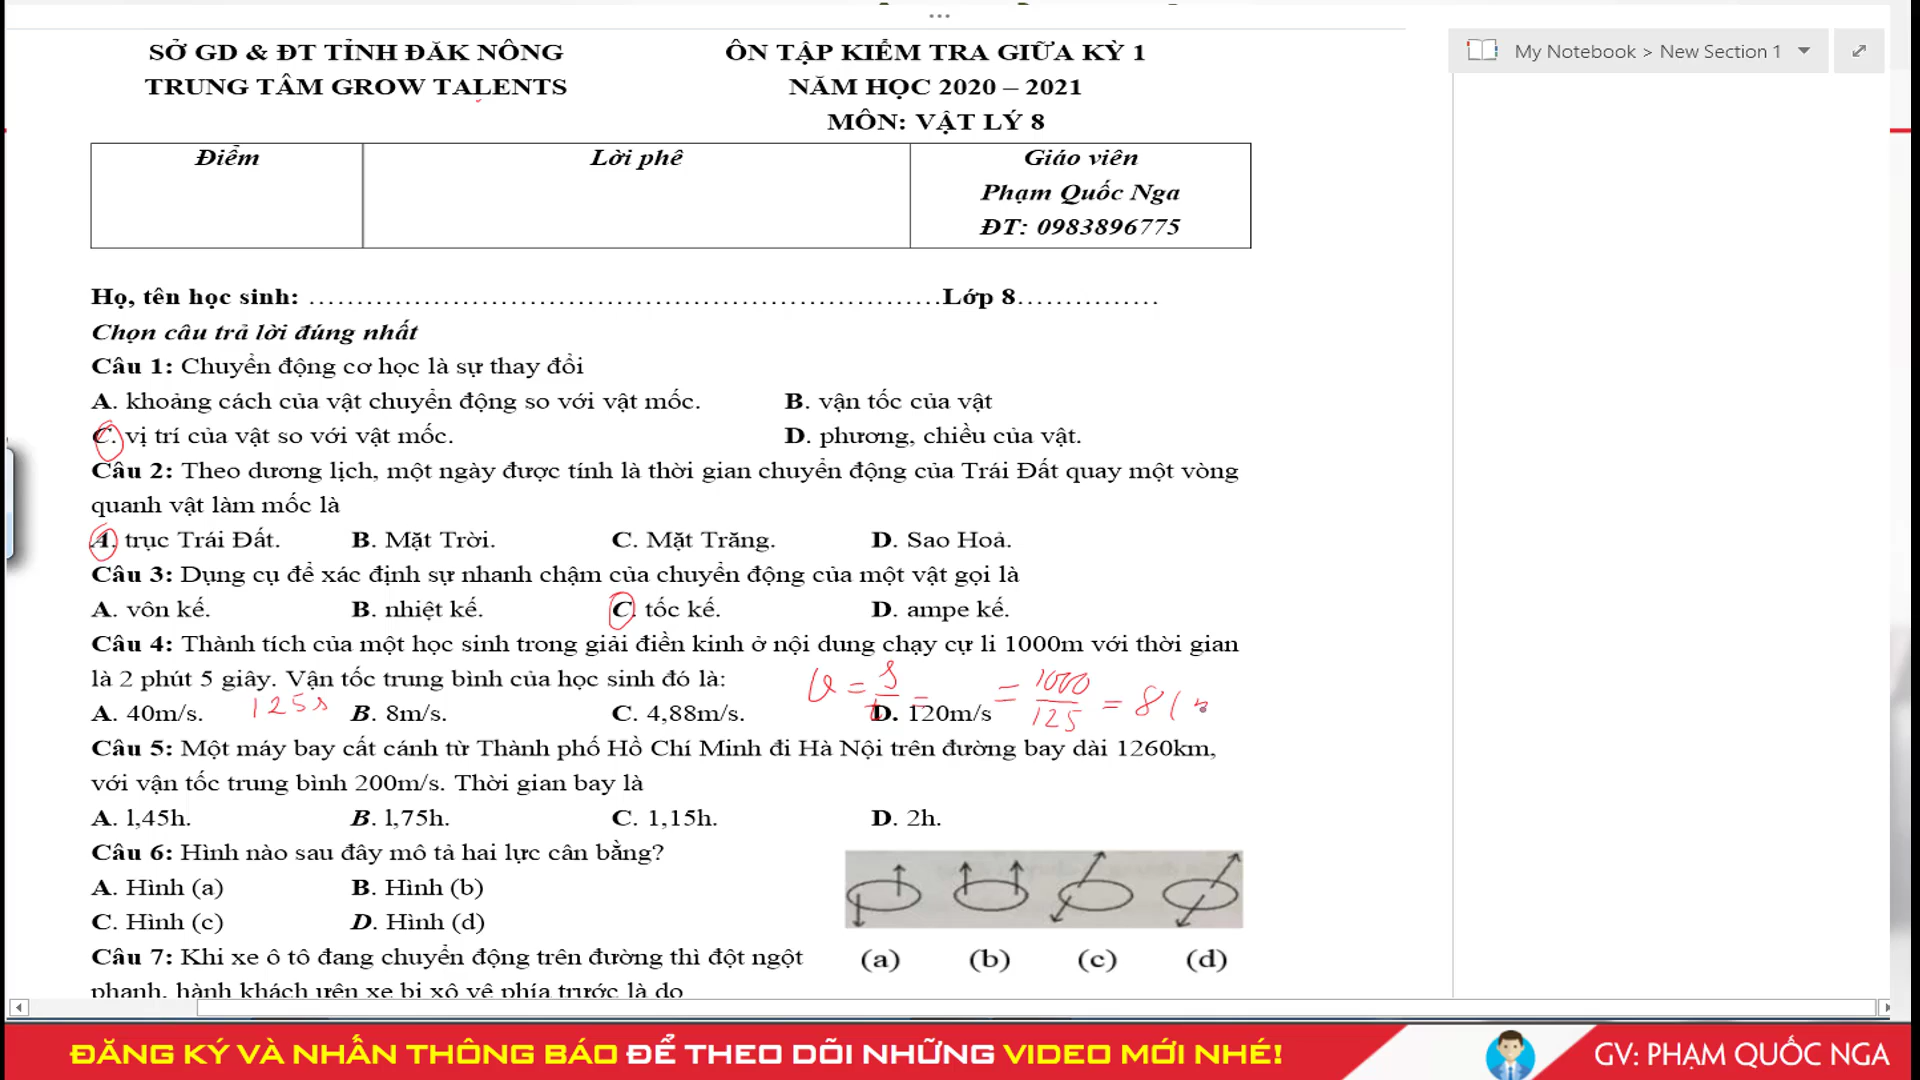 ...
SỞ GD & ĐT TỈNH ĐĂK NÔNG
TRUNG TÂM GROW TALENTS
ÔN TẬP KIỂM TRA GIỮA KỲ 1
NĂM HỌC 2020 – 2021
MÔN: VẬT LÝ 8
My Notebook > New Section 1
Điểm
Lời phê
Giáo viên
Phạm Quốc Nga
ĐT: 0983896775
Họ, tên học sinh: ……………………………………………………………Lớp 8……………
Chọn câu trả lời đúng nhất
Câu 1: Chuyển động cơ học là sự thay đổi
A. khoảng cách của vật chuyển động so với vật mốc. B. vận tốc của vật
C. vị trí của vật so với vật mốc. D. phương, chiều của vật.
Câu 2: Theo dương lịch, một ngày được tính là thời gian chuyển động của Trái Đất quay một vòng
quanh vật làm mốc là
A. trục Trái Đất. B. Mặt Trời. C. Mặt Trăng. D. Sao Hoả.
Câu 3: Dụng cụ để xác định sự nhanh chậm của chuyển động của một vật gọi là
A. vôn kế. B. nhiệt kế. C. tốc kế. D. ampe kế.
Câu 4: Thành tích của một học sinh trong giải điền kinh ở nội dung chạy cự li 1000m với thời gian
là 2 phút 5 giây. Vận tốc trung bình của học sinh đó là:
v = s/t = = 1000/125 = 8 (
125s
A. 40m/s. B. 8m/s. C. 4,88m/s. D. 120m/s
Câu 5: Một máy bay cất cánh từ Thành phố Hồ Chí Minh đi Hà Nội trên đường bay dài 1260km,
với vận tốc trung bình 200m/s. Thời gian bay là
A. l,45h. B. l,75h. C. 1,15h. D. 2h.
Câu 6: Hình nào sau đây mô tả hai lực cân bằng?
A. Hình (a) B. Hình (b)
C. Hình (c) D. Hình (d)
(a) (b) (c) (d)
Câu 7: Khi xe ô tô đang chuyển động trên đường thì đột ngột
phanh, hành khách ưên xe bị xô về phía trước là do
ĐĂNG KÝ VÀ NHẤN THÔNG BÁO ĐỂ THEO DÕI NHỮNG VIDEO MỚI NHÉ!
GV: PHẠM QUỐC NGA